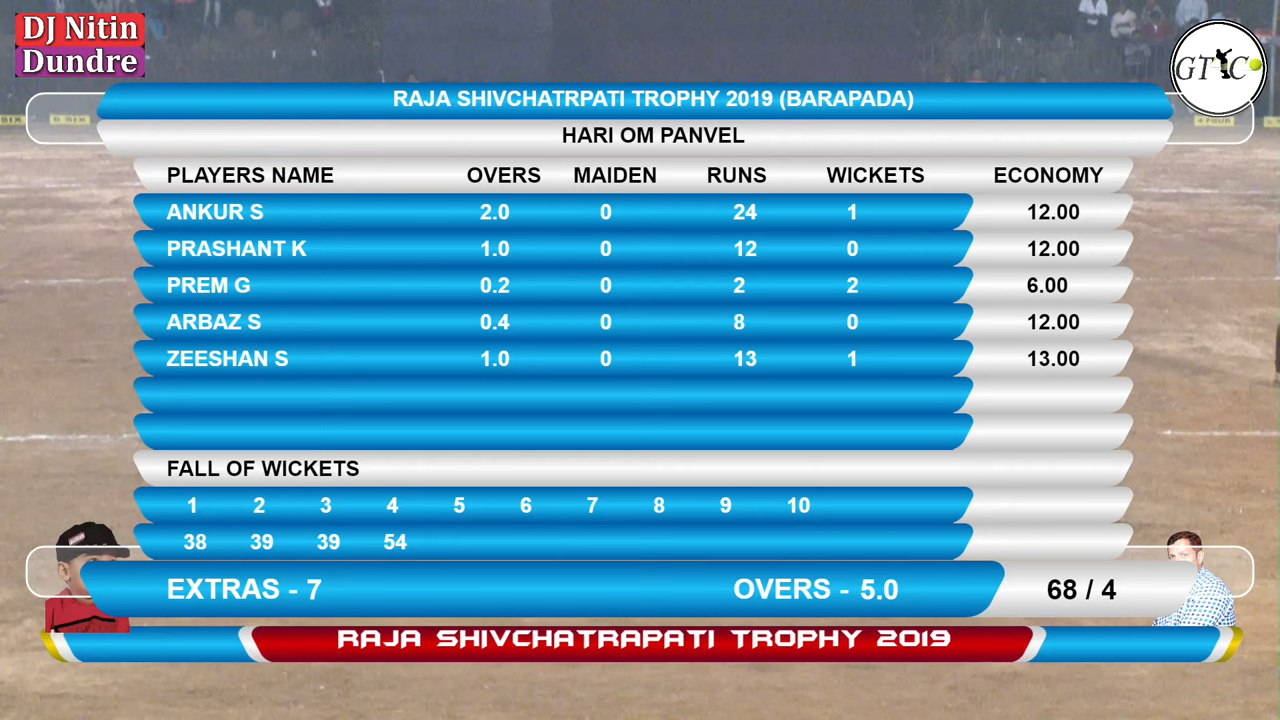 DJ Nitin
Dundre
GTCC
RAJA SHIVCHATRPATI TROPHY 2019 (BARAPADA)
6 SIX
HARI OM PANVEL
PLAYERS NAME OVERS MAIDEN RUNS WICKETS ECONOMY
ANKUR S 2.0 0 24 1 12.00
PRASHANT K 1.0 0 12 0 12.00
PREM G 0.2 0 2 2 6.00
ARBAZ S 0.4 0 8 0 12.00
ZEESHAN S 1.0 0 13 1 13.00
FALL OF WICKETS
1 2 3 4 5 6 7 8 9 10
38 39 39 54
EXTRAS - 7 OVERS - 5.0 68 / 4
RAJA SHIVCHATRAPATI TROPHY 2019